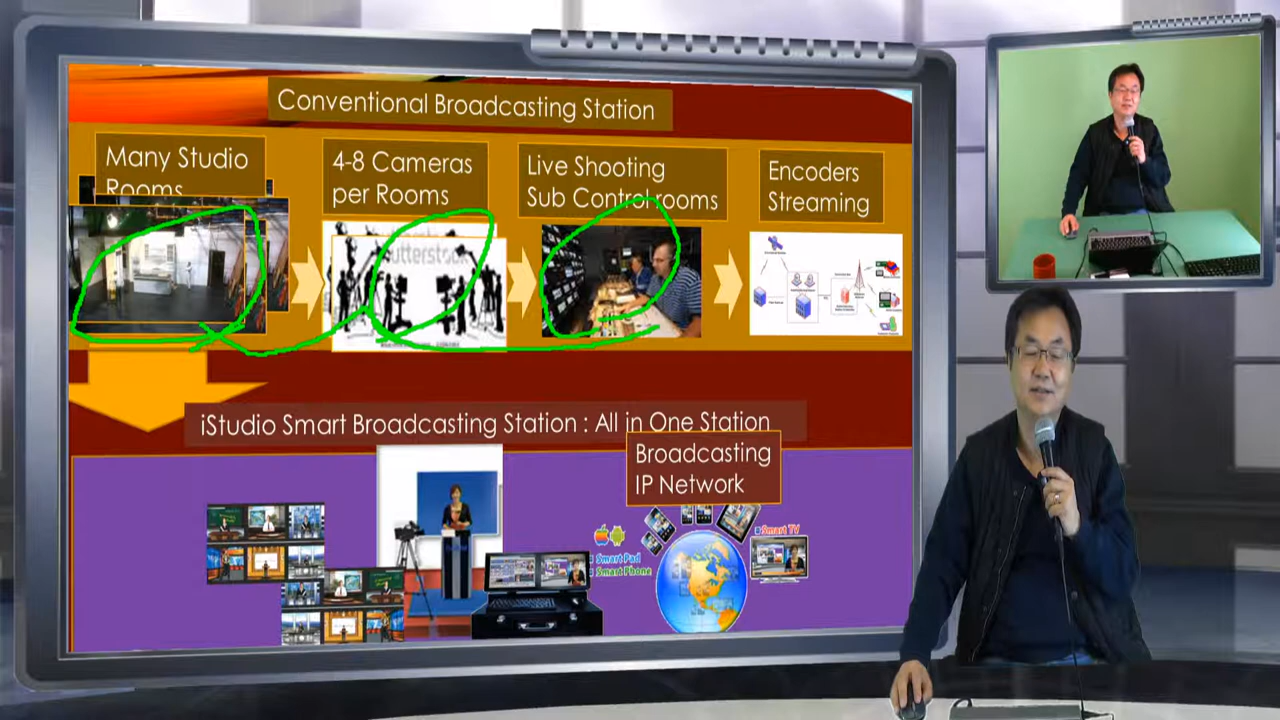 Conventional Broadcasting Station
Many Studio
Rooms
4-8 Cameras
per Rooms
Live Shooting
Sub Control rooms
Encoders
Streaming
iStudio Smart Broadcasting Station : All in One Station
Broadcasting
IP Network
Smart TV
Smart Pad
Smart Phone